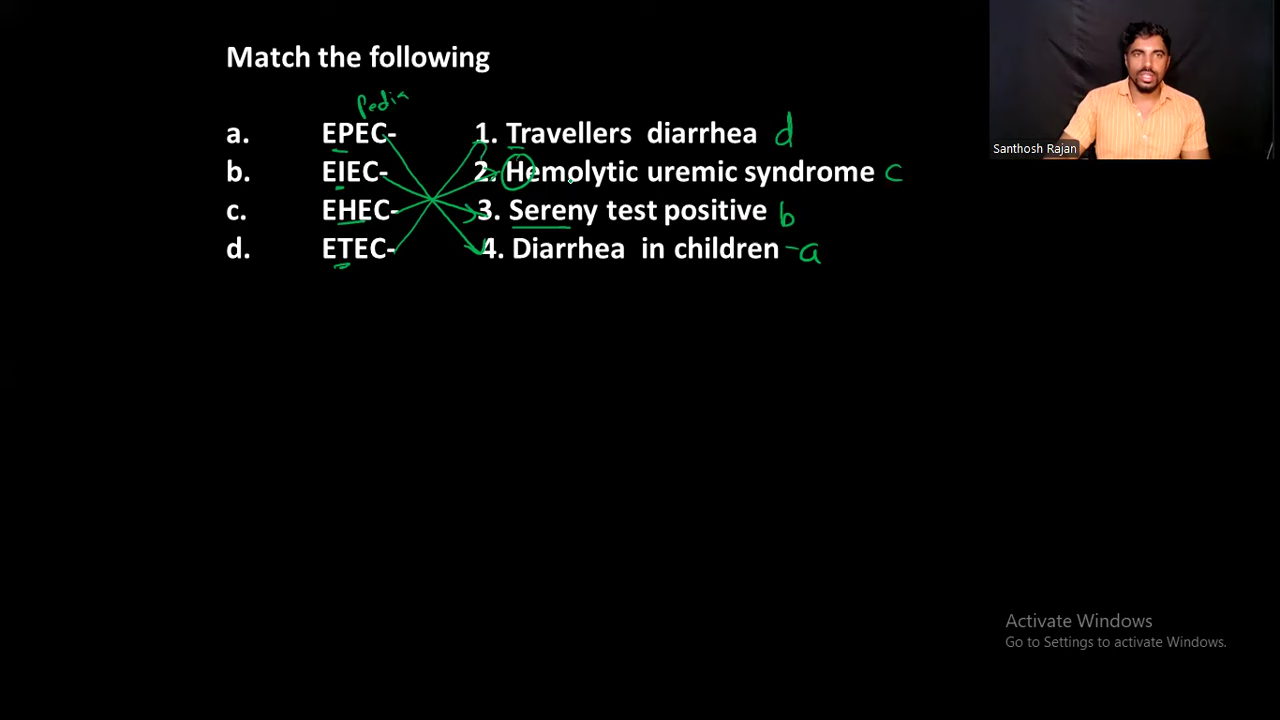 Match the following
pedia
a. EPEC- 1. Travellers diarrhea d
b. EIEC- 2. Hemolytic uremic syndrome c
c. EHEC- 3. Sereny test positive b
d. ETEC- 4. Diarrhea in children -a
Santhosh Rajan
Activate Windows
Go to Settings to activate Windows.